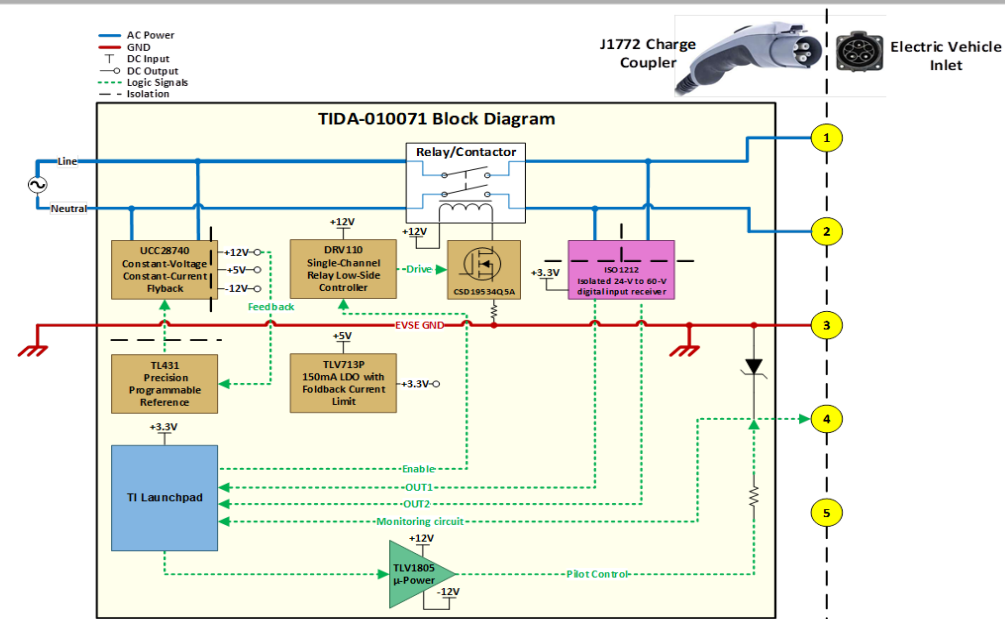 J1772 Charge
Coupler
Electric Vehicle
Inlet
AC Power
GND
DC Input
DC Output
Logic Signals
Isolation
TIDA-010071 Block Diagram
1
Relay/Contactor
Line
Neutral
2
+12V
+12V
UCC28740
Constant-Voltage
Constant-Current
Flyback
+12V
+5V
-12V
DRV110
Single-Channel
Relay Low-Side
Controller
Drive
CSD19534Q5A
+3.3V
ISO1212
Isolated 24-V to 60-V
digital input receiver
Feedback
EVSE GND
3
+5V
TL431
Precision
Programmable
Reference
TLV713P
150mA LDO with
Foldback Current
Limit
+3.3V
4
+3.3V
TI Launchpad
Enable
OUT1
OUT2
Monitoring circuit
5
+12V
TLV1805
µ-Power
-12V
Pilot Control